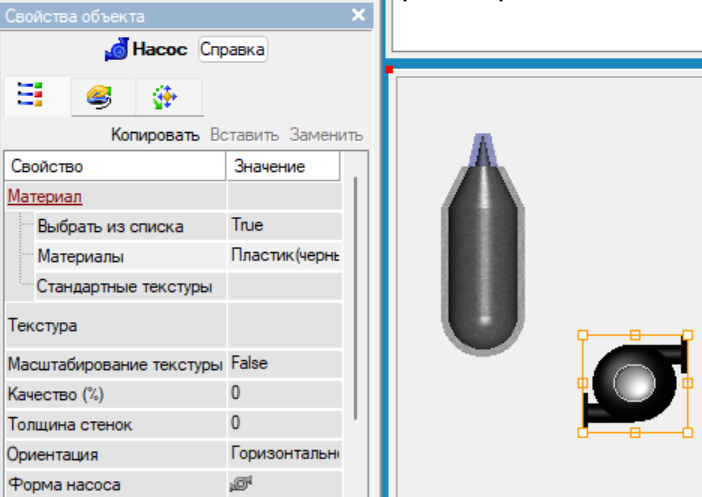 Свойства объекта
Насос Справка
Копировать Вставить Заменить
Свойство Значение
Материал
Выбрать из списка True
Материалы Пластик(чернь
Стандартные текстуры
Текстура
Масштабирование текстуры False
Качество (%) 0
Толщина стенок 0
Ориентация Горизонтальн
Форма насоса